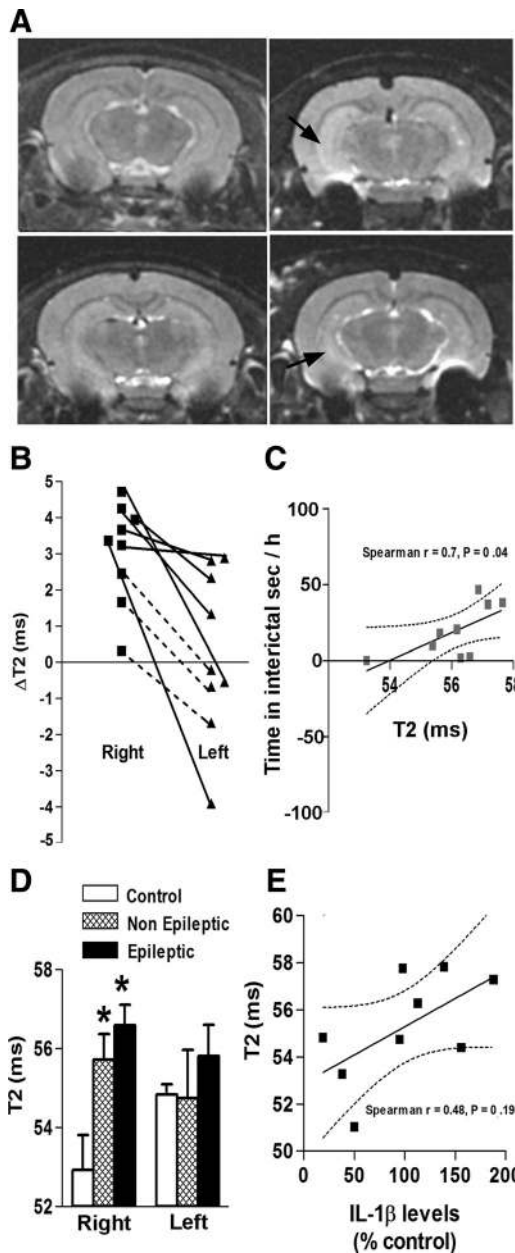 A
B
5
4
3
2
1
0
-1
-2
-3
-4
-5
ΔT2 (ms)
Right
Left
C
100
50
0
-50
-100
Time in interictal sec / h
Spearman r = 0.7, P = 0 .04
54
56
58
T2 (ms)
D
Control
Non Epileptic
Epileptic
58
56
54
52
T2 (ms)
*
*
Right
Left
E
60
58
56
54
52
50
T2 (ms)
Spearman r = 0.48, P = 0 .19
0
50
100
150
200
IL-1β levels
(% control)